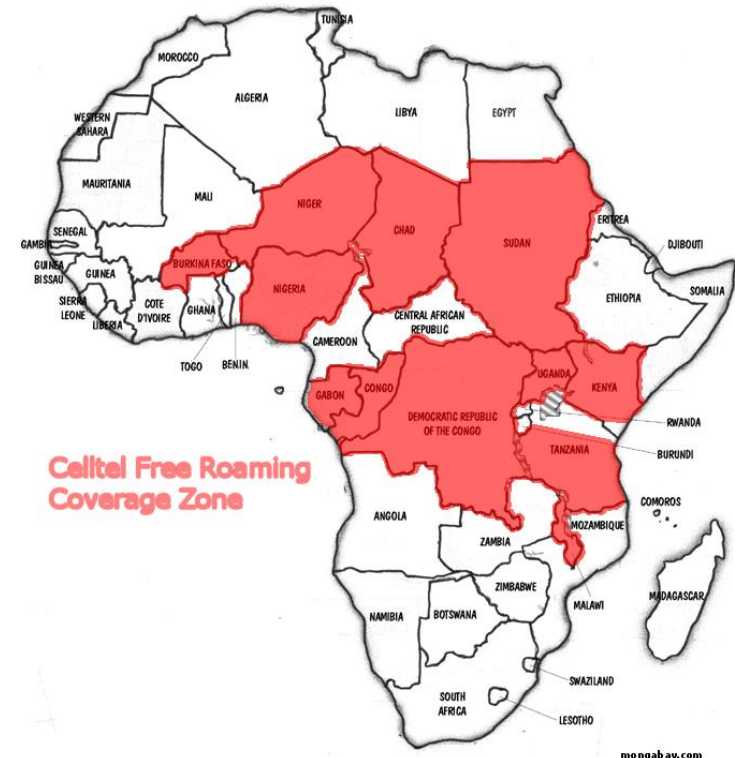 TUNISIA
MOROCCO
ALGERIA
LIBYA
EGYPT
WESTERN
SAHARA
MAURITANIA
MALI
NIGER
CHAD
SUDAN
ERITREA
DJIBOUTI
SENEGAL
GAMBIA
GUINEA
BISSAU
GUINEA
BURKINA FASO
NIGERIA
ETHIOPIA
SOMALIA
SIERRA
LEONE
LIBERIA
COTE
D'IVOIRE
GHANA
TOGO
BENIN
CENTRAL AFRICAN
REPUBLIC
CAMEROON
UGANDA
KENYA
GABON
CONGO
DEMOCRATIC REPUBLIC
OF THE CONGO
RWANDA
BURUNDI
TANZANIA
Celltel Free Roaming
Coverage Zone
COMOROS
ANGOLA
ZAMBIA
MOZAMBIQUE
MALAWI
MADAGASCAR
ZIMBABWE
NAMIBIA
BOTSWANA
SWAZILAND
SOUTH
AFRICA
LESOTHO
mongabay.com